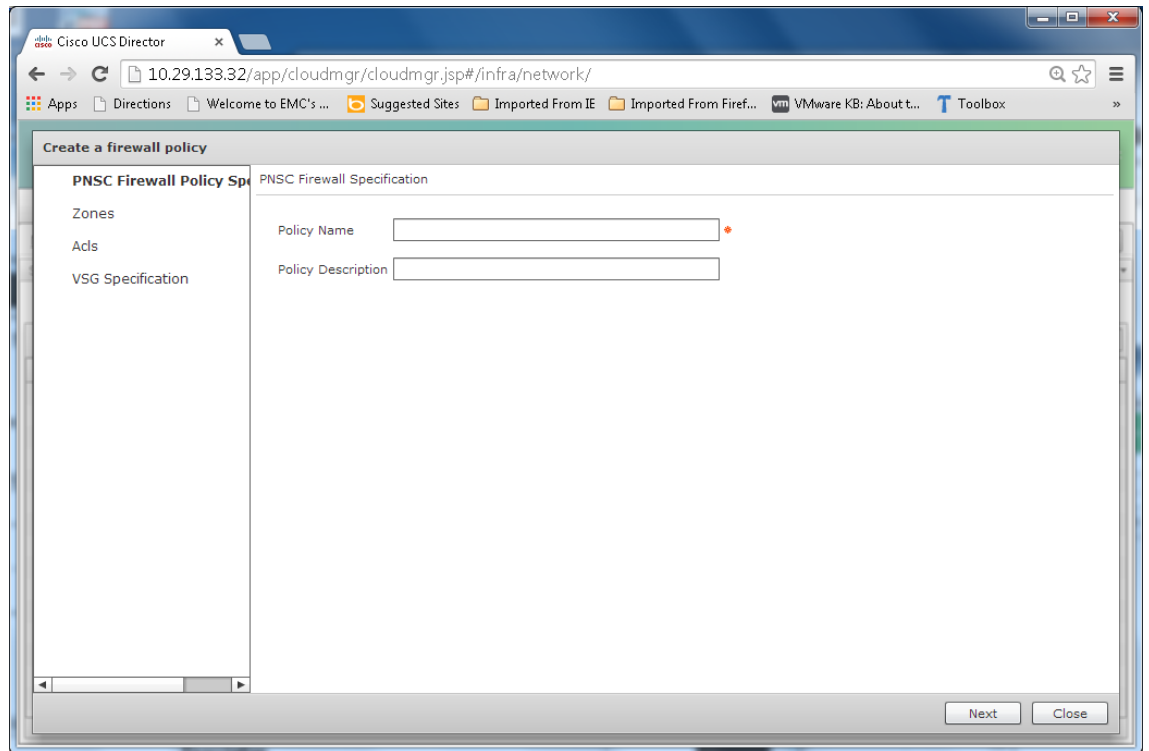 Cisco UCS Director
10.29.133.32/app/cloudmgr/cloudmgr.jsp#/infra/network/
Apps Directions Welcome to EMC's ... Suggested Sites Imported From IE Imported From Firef... vm VMware KB: About t... Toolbox »
Create a firewall policy
PNSC Firewall Policy Spe
Zones
Acls
VSG Specification
PNSC Firewall Specification
Policy Name
Policy Description
Next Close